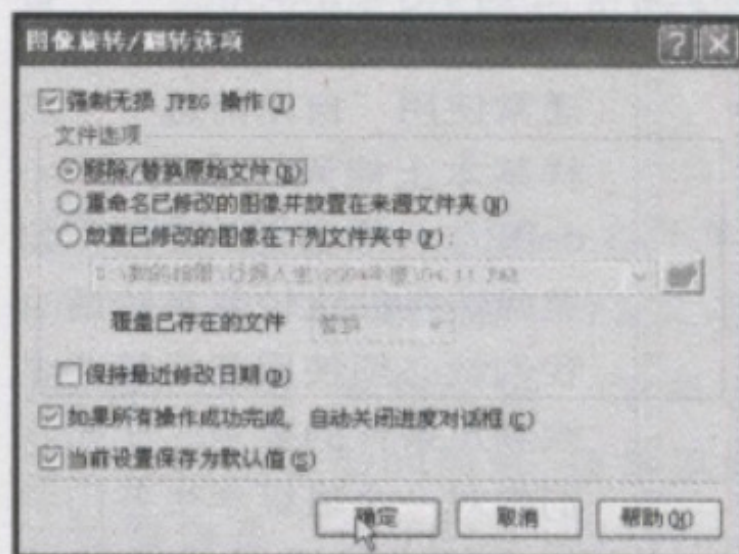 图像旋转/翻转选项
强制无损 JPEG 操作(J)
文件选项
移除/替换原始文件(R)
重命名已修改的图像并放置在来源文件夹(N)
放置已修改的图像在下列文件夹中(F):
覆盖已存在的文件
保持最近修改日期(D)
如果所有操作成功完成，自动关闭进度对话框(C)
当前设置保存为默认值(S)
确定 取消 帮助(H)